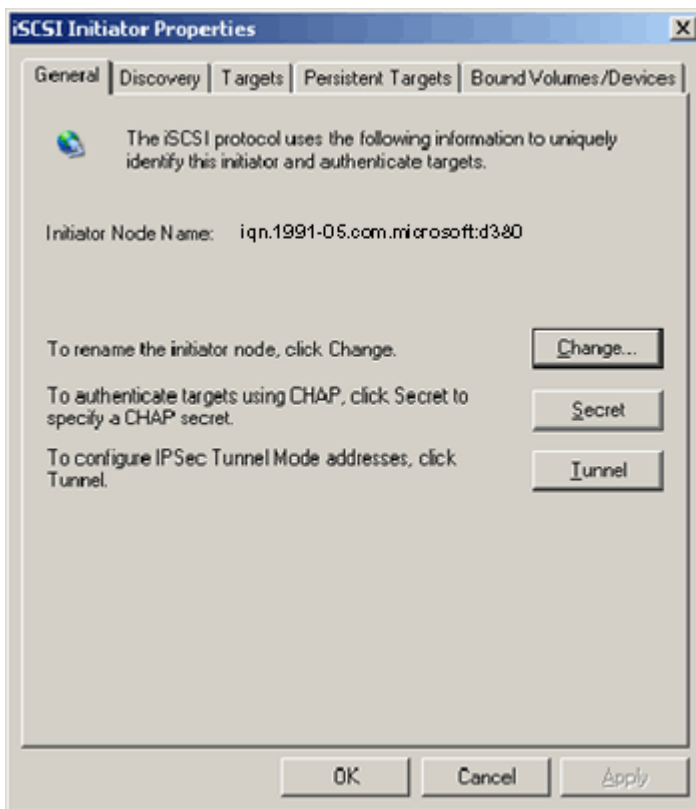 iSCSI Initiator Properties
General Discovery Targets Persistent Targets Bound Volumes/Devices
The iSCSI protocol uses the following information to uniquely
identify this initiator and authenticate targets.
Initiator Node Name: iqn.1991-05.com.microsoft:d380
To rename the initiator node, click Change.
Change...
To authenticate targets using CHAP, click Secret to
specify a CHAP secret.
Secret
To configure IPSec Tunnel Mode addresses, click
Tunnel.
Tunnel
OK Cancel Apply